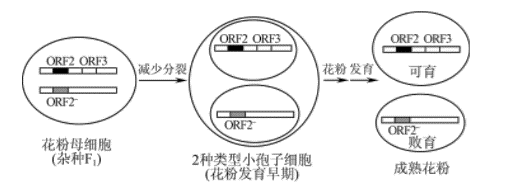 ORF2 ORF3
ORF2⁻
花粉母细胞
(杂种F₁)
减少分裂
ORF2 ORF3
ORF2⁻
2种类型小孢子细胞
(花粉发育早期)
花粉 发育
ORF2 ORF3
可育
ORF2⁻
败育
成熟花粉